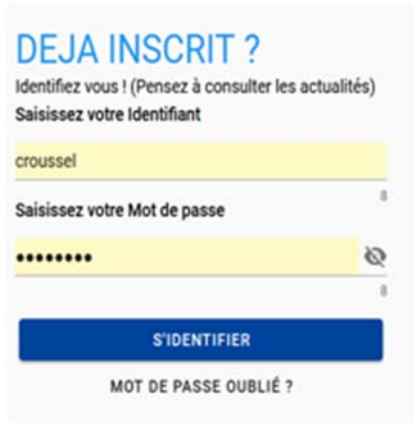 DEJA INSCRIT ?
Identifiez vous ! (Pensez à consulter les actualités)
Saisissez votre Identifiant
croussel
8
Saisissez votre Mot de passe
••••••••
8
S'IDENTIFIER
MOT DE PASSE OUBLIÉ ?